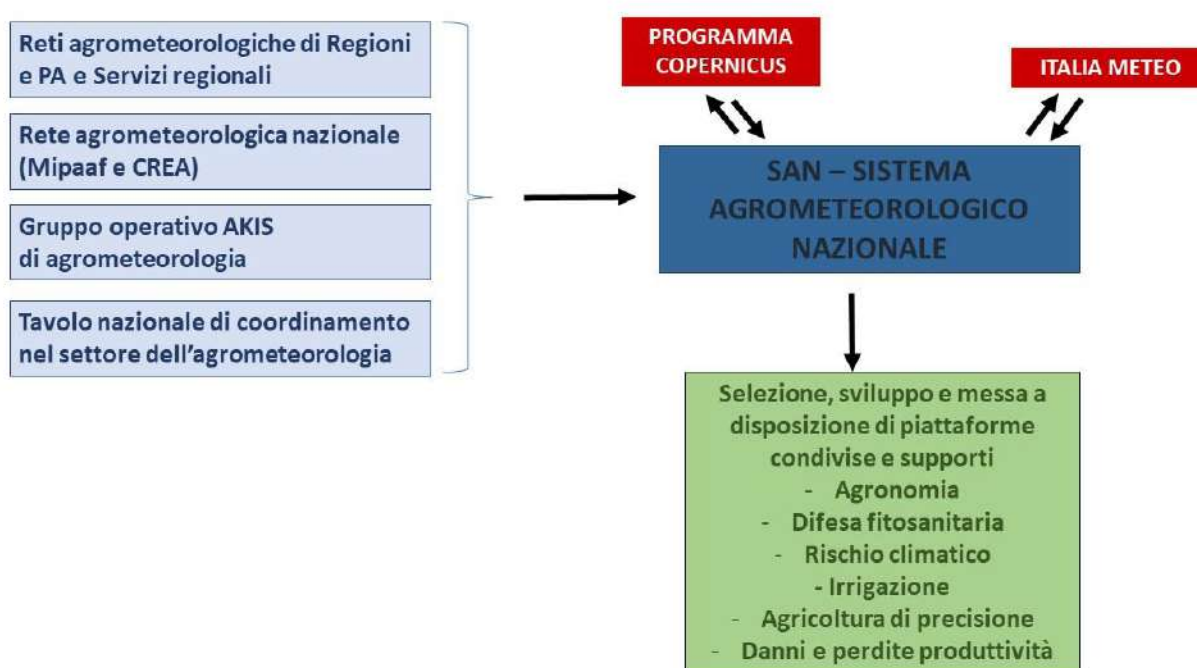 Reti agrometeorologiche di Regioni
e PA e Servizi regionali
Rete agrometeorologica nazionale
(Mipaaf e CREA)
Gruppo operativo AKIS
di agrometeorologia
Tavolo nazionale di coordinamento
nel settore dell'agrometeorologia
PROGRAMMA
COPERNICUS
ITALIA METEO
SAN – SISTEMA
AGROMETEOROLOGICO
NAZIONALE
Selezione, sviluppo e messa a
disposizione di piattaforme
condivise e supporti
- Agronomia
- Difesa fitosanitaria
- Rischio climatico
- Irrigazione
- Agricoltura di precisione
- Danni e perdite produttività